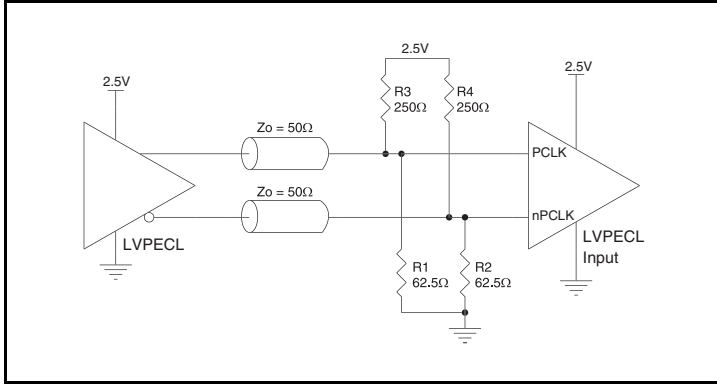 2.5V
2.5V
2.5V
R3
250Ω
R4
250Ω
Zo = 50Ω
PCLK
Zo = 50Ω
nPCLK
LVPECL
LVPECL
Input
R1
62.5Ω
R2
62.5Ω